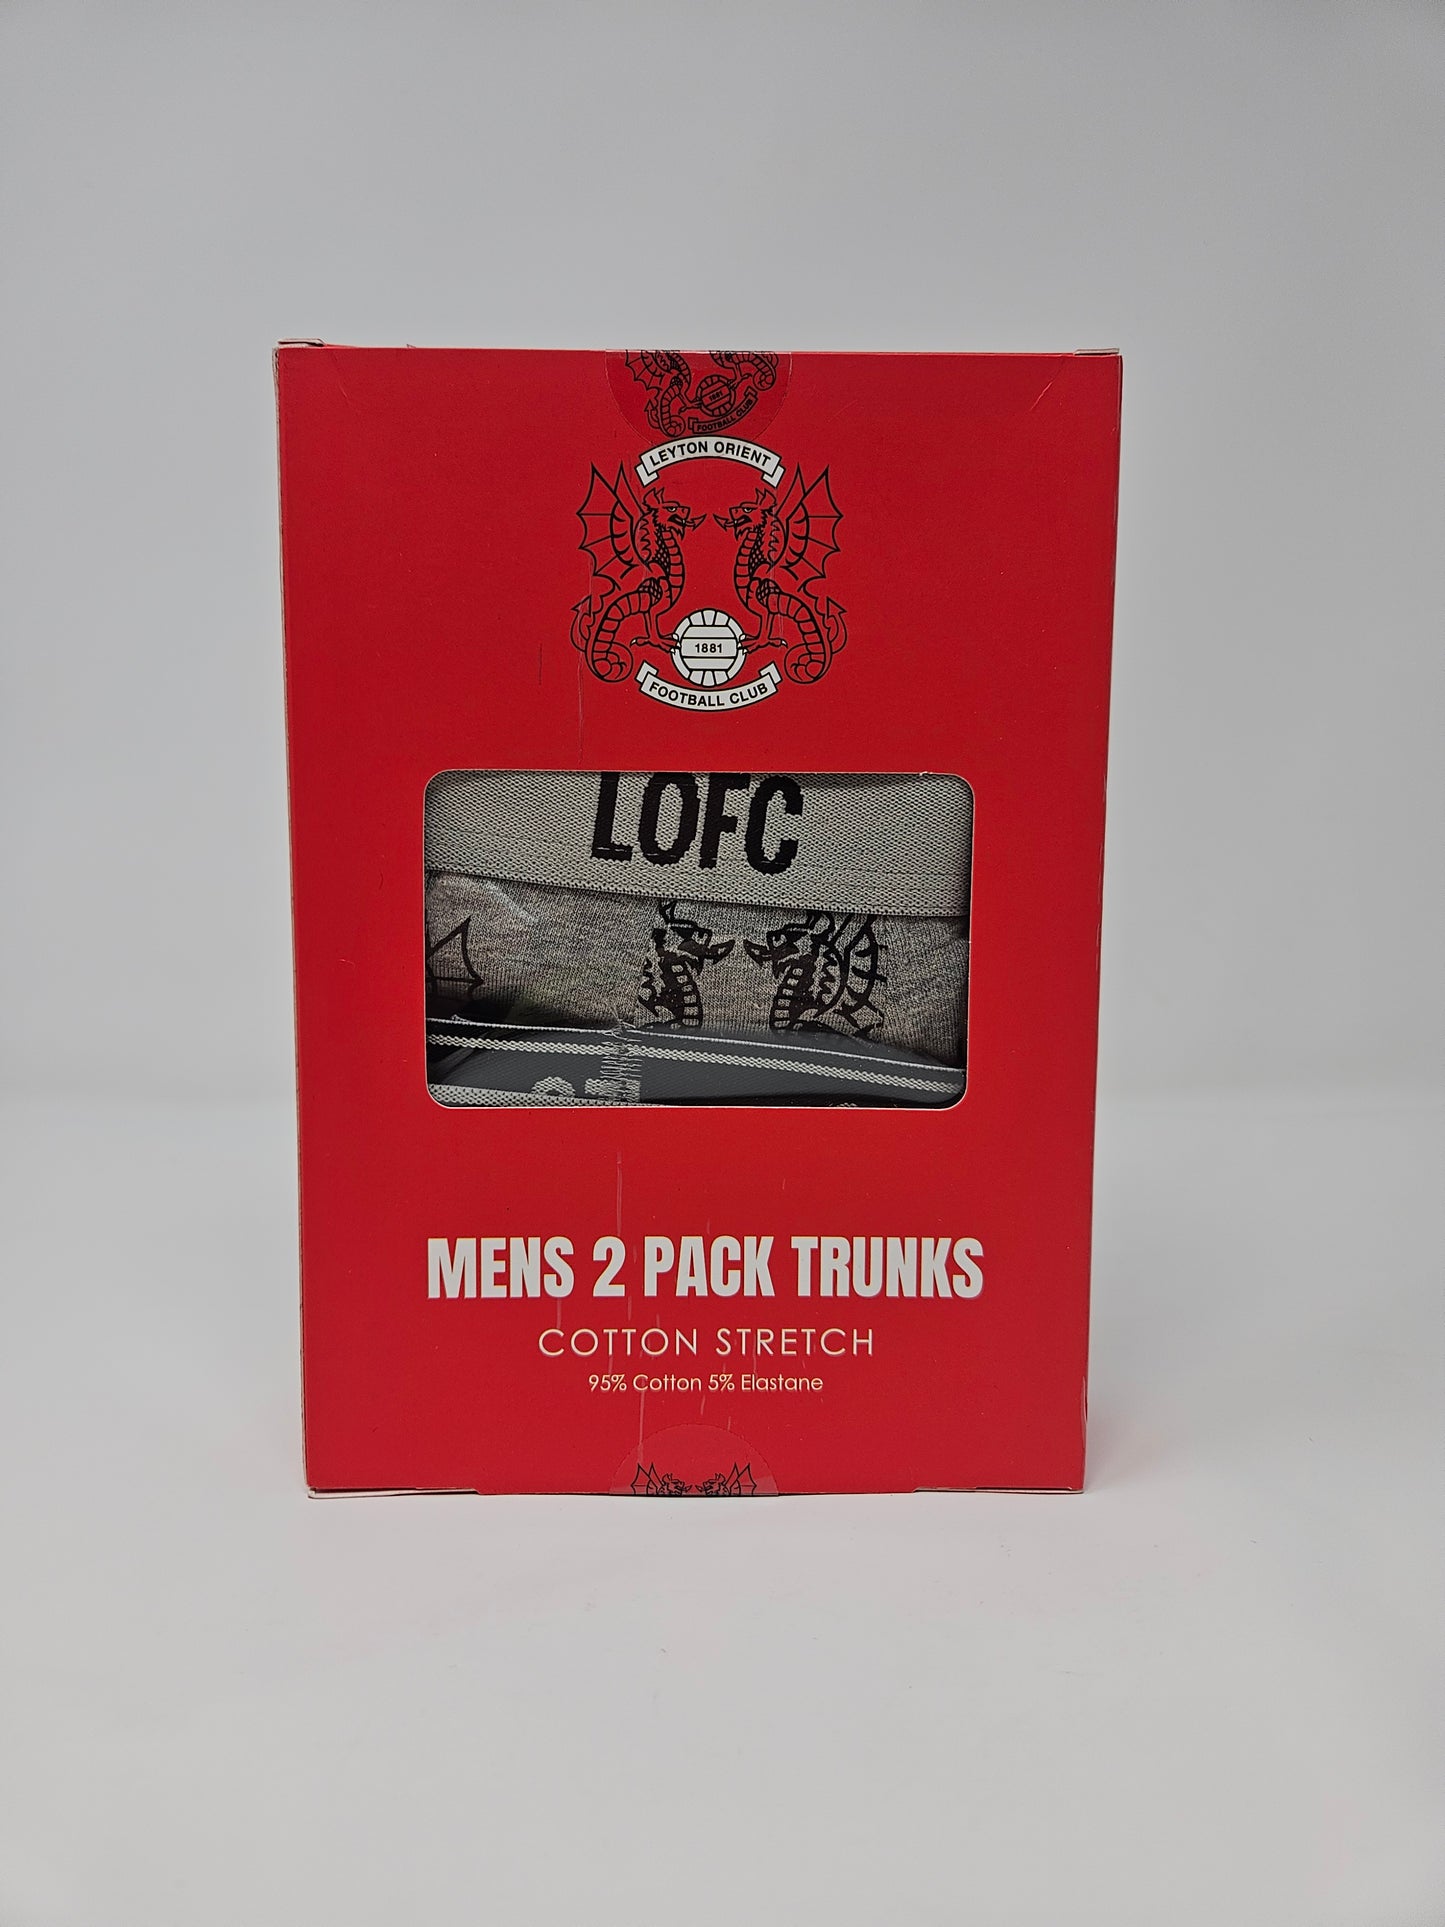 1881
FOOTBALL CLUB
LEYTON ORIENT
1881
FOOTBALL CLUB
LOFC
MENS 2 PACK TRUNKS
COTTON STRETCH
95% Cotton 5% Elastane